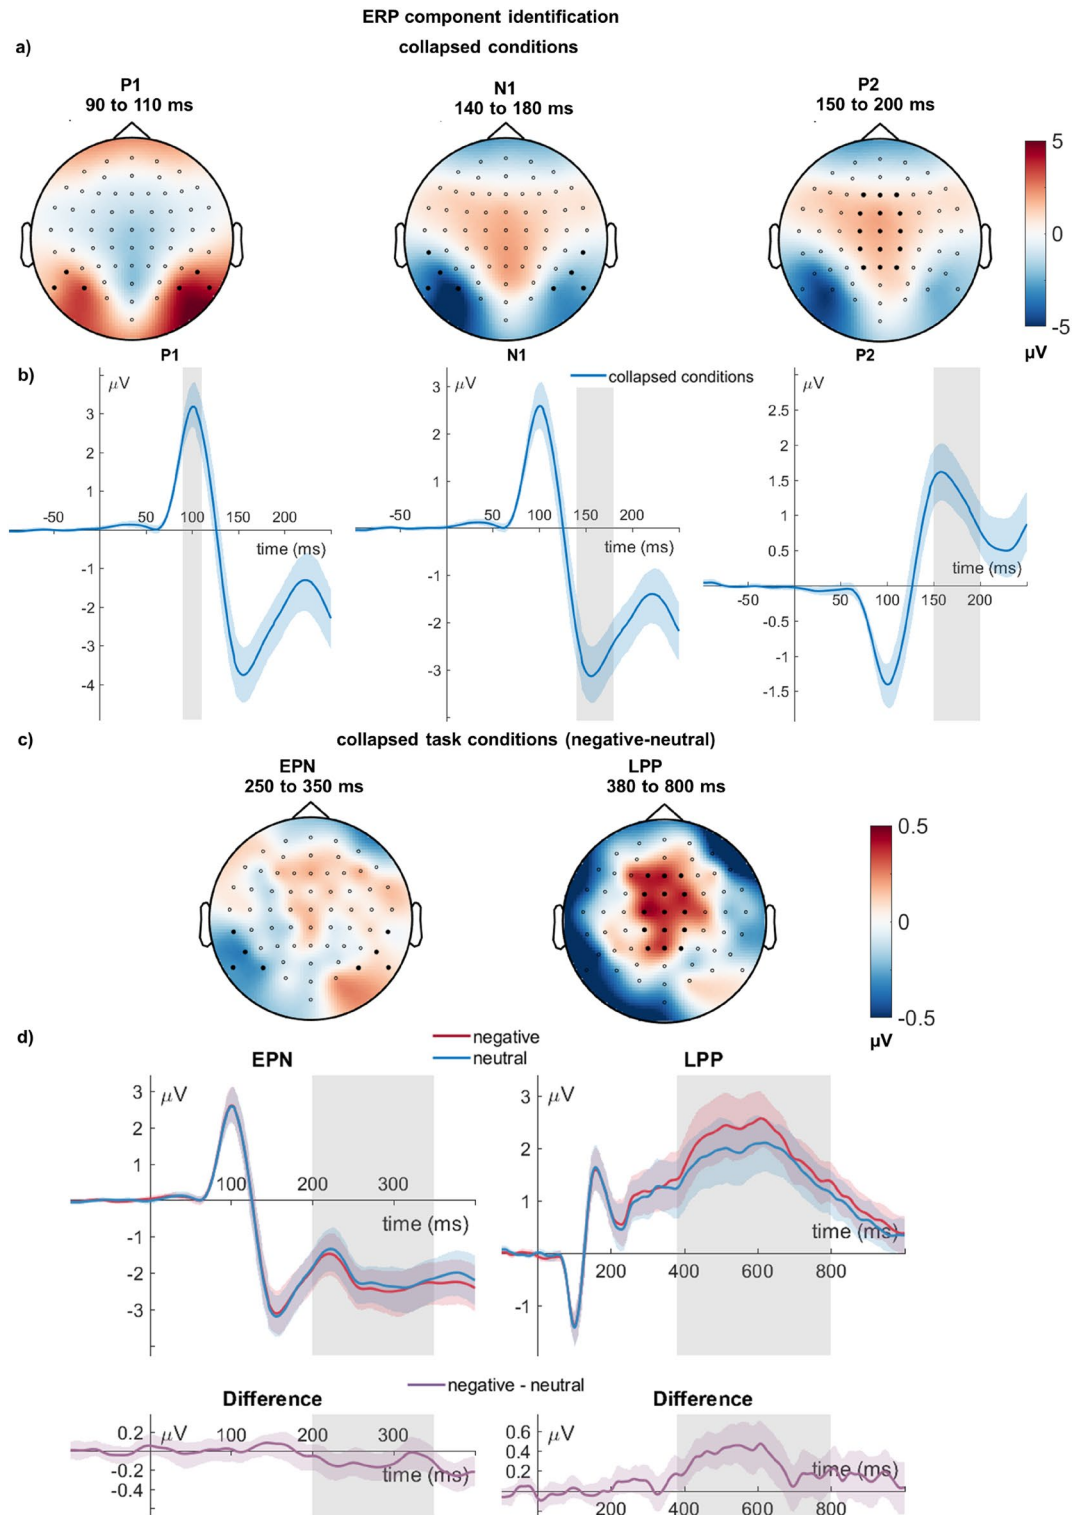 ERP component identification
collapsed conditions
a)
P1
90 to 110 ms
N1
140 to 180 ms
P2
150 to 200 ms
5
0
-5
μV
b)
P1
μV
3
2
1
-50
50
100
150
200
time (ms)
-1
-2
-3
-4
N1
collapsed conditions
μV
3
2
1
-50
50
100
150
200
time (ms)
-1
-2
-3
P2
2.5
2
1.5
1
0.5
μV
time (ms)
-50
50
100
150
200
-0.5
-1
-1.5
c)
collapsed task conditions (negative-neutral)
EPN
250 to 350 ms
LPP
380 to 800 ms
0.5
0
-0.5
μV
d)
negative
neutral
EPN
3
μV
2
1
100
200
300
time (ms)
-1
-2
-3
LPP
3
μV
2
1
time (ms)
200
400
600
800
-1
negative - neutral
Difference
0.2
μV
100
200
300
-0.2
time (ms)
-0.4
Difference
0.6
μV
0.4
0.2
time (ms)
200
400
600
800